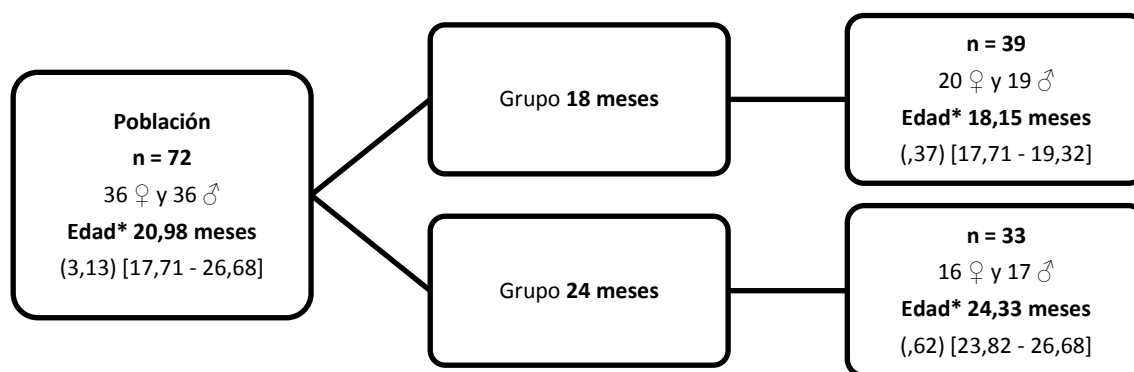 Población
n = 72
36 ♀ y 36 ♂
Edad* 20,98 meses
(3,13) [17,71 - 26,68]
Grupo 18 meses
n = 39
20 ♀ y 19 ♂
Edad* 18,15 meses
(,37) [17,71 - 19,32]
Grupo 24 meses
n = 33
16 ♀ y 17 ♂
Edad* 24,33 meses
(,62) [23,82 - 26,68]